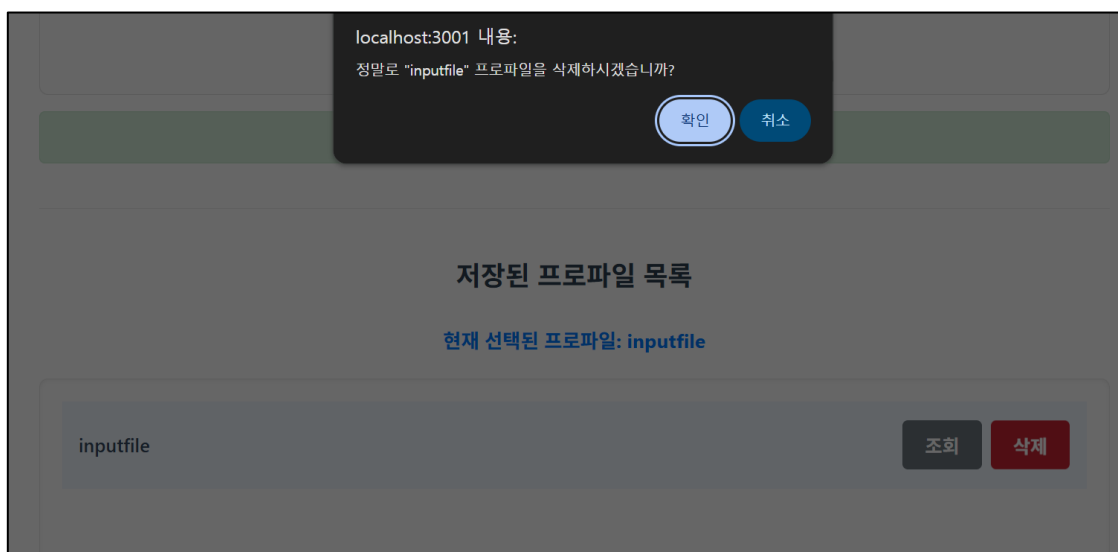 localhost:3001 내용:
정말로 "inputfile" 프로파일을 삭제하시겠습니까?
확인 취소
저장된 프로파일 목록
현재 선택된 프로파일: inputfile
inputfile 조회 삭제